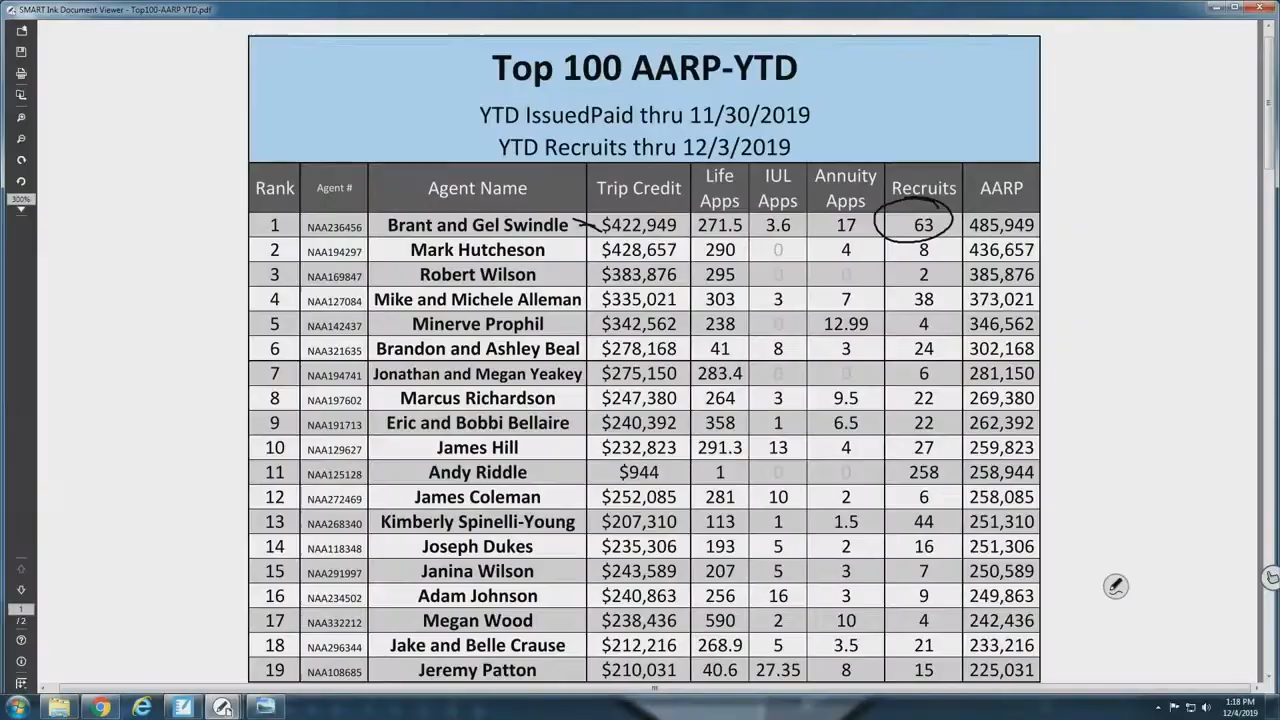 SMART Ink Document Viewer - Top100-AARP YTD.pdf
Top 100 AARP-YTD
YTD IssuedPaid thru 11/30/2019
YTD Recruits thru 12/3/2019
Rank Agent # Agent Name Trip Credit Life Apps IUL Apps Annuity Apps Recruits AARP
1 NAA236456 Brant and Gel Swindle $422,949 271.5 3.6 17 63 485,949
2 NAA194297 Mark Hutcheson $428,657 290 0 4 8 436,657
3 NAA169847 Robert Wilson $383,876 295 0 0 2 385,876
4 NAA127084 Mike and Michele Alleman $335,021 303 3 7 38 373,021
5 NAA142437 Minerve Prophil $342,562 238 0 12.99 4 346,562
6 NAA321635 Brandon and Ashley Beal $278,168 41 8 3 24 302,168
7 NAA194741 Jonathan and Megan Yeakey $275,150 283.4 0 0 6 281,150
8 NAA197602 Marcus Richardson $247,380 264 3 9.5 22 269,380
9 NAA191713 Eric and Bobbi Bellaire $240,392 358 1 6.5 22 262,392
10 NAA129627 James Hill $232,823 291.3 13 4 27 259,823
11 NAA125128 Andy Riddle $944 1 0 0 258 258,944
12 NAA272469 James Coleman $252,085 281 10 2 6 258,085
13 NAA268340 Kimberly Spinelli-Young $207,310 113 1 1.5 44 251,310
14 NAA118348 Joseph Dukes $235,306 193 5 2 16 251,306
15 NAA291997 Janina Wilson $243,589 207 5 3 7 250,589
16 NAA234502 Adam Johnson $240,863 256 16 3 9 249,863
17 NAA332212 Megan Wood $238,436 590 2 10 4 242,436
18 NAA296344 Jake and Belle Crause $212,216 268.9 5 3.5 21 233,216
19 NAA108685 Jeremy Patton $210,031 40.6 27.35 8 15 225,031
300%
1
/ 2
1:18 PM
12/4/2019